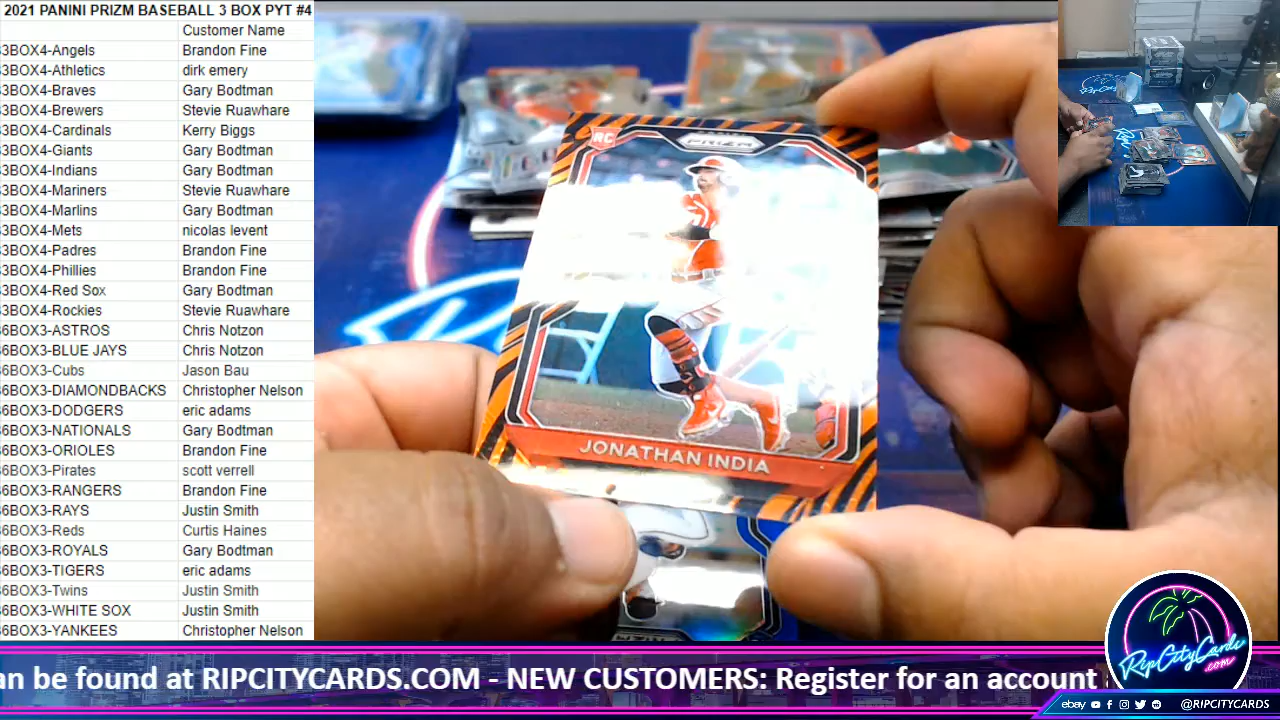 2021 PANINI PRIZM BASEBALL 3 BOX PYT #4
Customer Name
3BOX4-Angels Brandon Fine
3BOX4-Athletics dirk emery
3BOX4-Braves Gary Bodtman
3BOX4-Brewers Stevie Ruawhare
3BOX4-Cardinals Kerry Biggs
3BOX4-Giants Gary Bodtman
3BOX4-Indians Gary Bodtman
3BOX4-Mariners Stevie Ruawhare
3BOX4-Marlins Gary Bodtman
3BOX4-Mets nicolas levent
3BOX4-Padres Brandon Fine
3BOX4-Phillies Brandon Fine
3BOX4-Red Sox Gary Bodtman
3BOX4-Rockies Stevie Ruawhare
6BOX3-ASTROS Chris Notzon
6BOX3-BLUE JAYS Chris Notzon
6BOX3-Cubs Jason Bau
6BOX3-DIAMONDBACKS Christopher Nelson
6BOX3-DODGERS eric adams
6BOX3-NATIONALS Gary Bodtman
6BOX3-ORIOLES Brandon Fine
6BOX3-Pirates scott verrell
6BOX3-RANGERS Brandon Fine
6BOX3-RAYS Justin Smith
6BOX3-Reds Curtis Haines
6BOX3-ROYALS Gary Bodtman
6BOX3-TIGERS eric adams
6BOX3-Twins Justin Smith
6BOX3-WHITE SOX Justin Smith
6BOX3-YANKEES Christopher Nelson
RC
PANINI
PRIZM
JONATHAN INDIA
PRIZM
an be found at RIPCITYCARDS.COM - NEW CUSTOMERS: Register for an account
RipCityCards
.com
ebay @RIPCITYCARDS